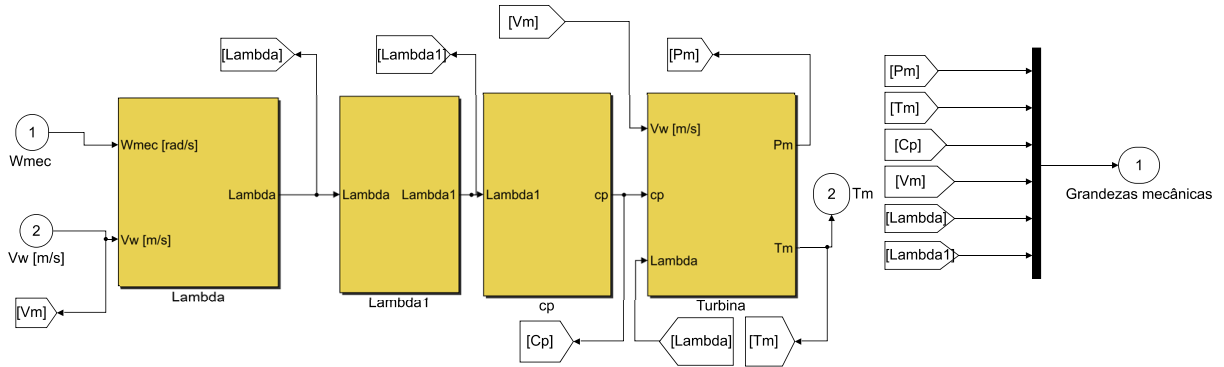 [Vm]
[Lambda]
[Lambda1]
[Pm]
[Pm]
1
Wmec
Wmec [rad/s]
Vw [m/s]
Pm
[Tm]
[Cp]
Lambda
Lambda
Lambda1
Lambda1
cp
cp
2
Tm
[Vm]
1
Grandezas mecânicas
2
Vw [m/s]
Vw [m/s]
Tm
Lambda
[Lambda]
[Lambda1]
Lambda
Lambda1
cp
Turbina
[Vm]
[Cp]
[Lambda]
[Tm]